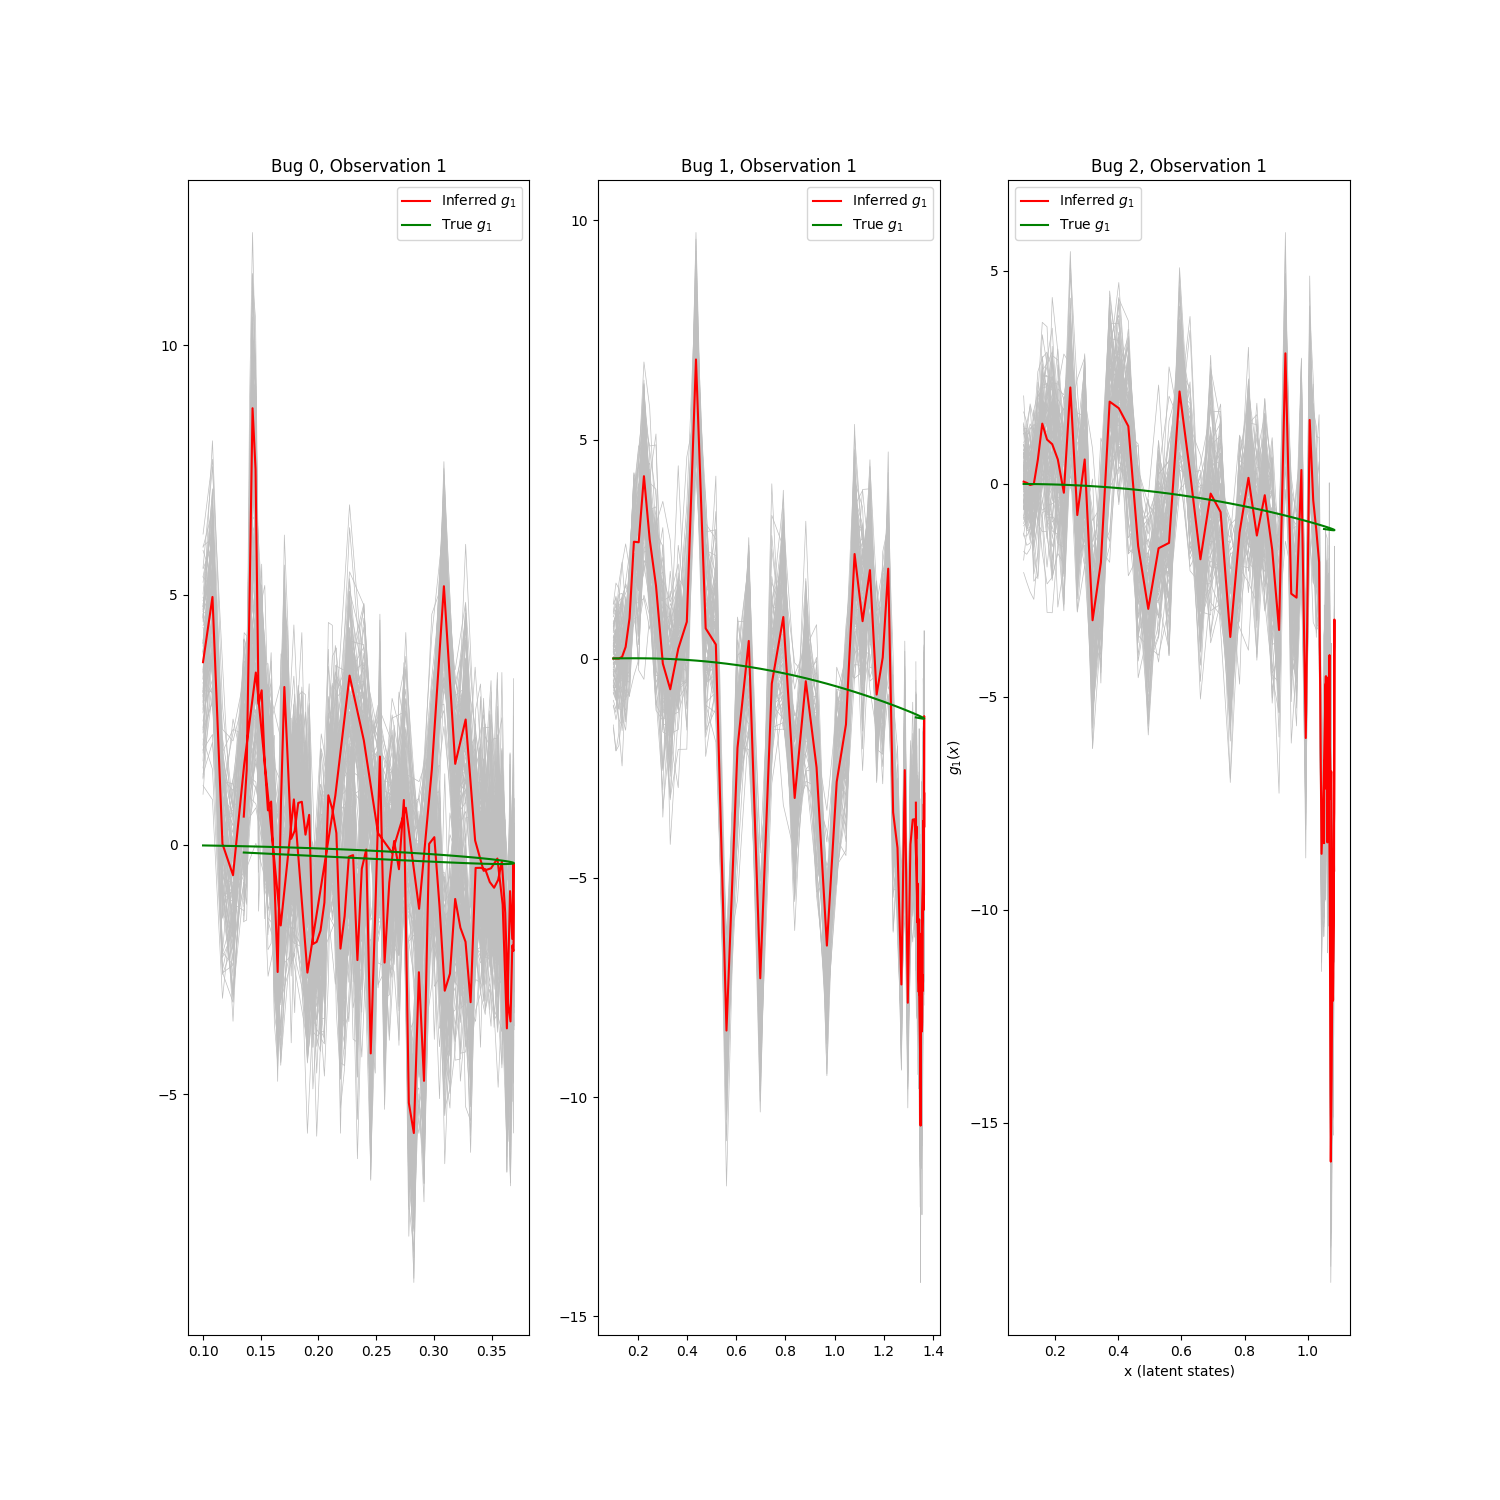 Bug 0, Observation 1
Inferred g₁
True g₁
10
5
0
−5
0.10 0.15 0.20 0.25 0.30 0.35
Bug 1, Observation 1
Inferred g₁
True g₁
10
5
0
−5
−10
−15
0.2 0.4 0.6 0.8 1.0 1.2 1.4
Bug 2, Observation 1
Inferred g₁
True g₁
g₁(x)
5
0
−5
−10
−15
0.2 0.4 0.6 0.8 1.0
x (latent states)